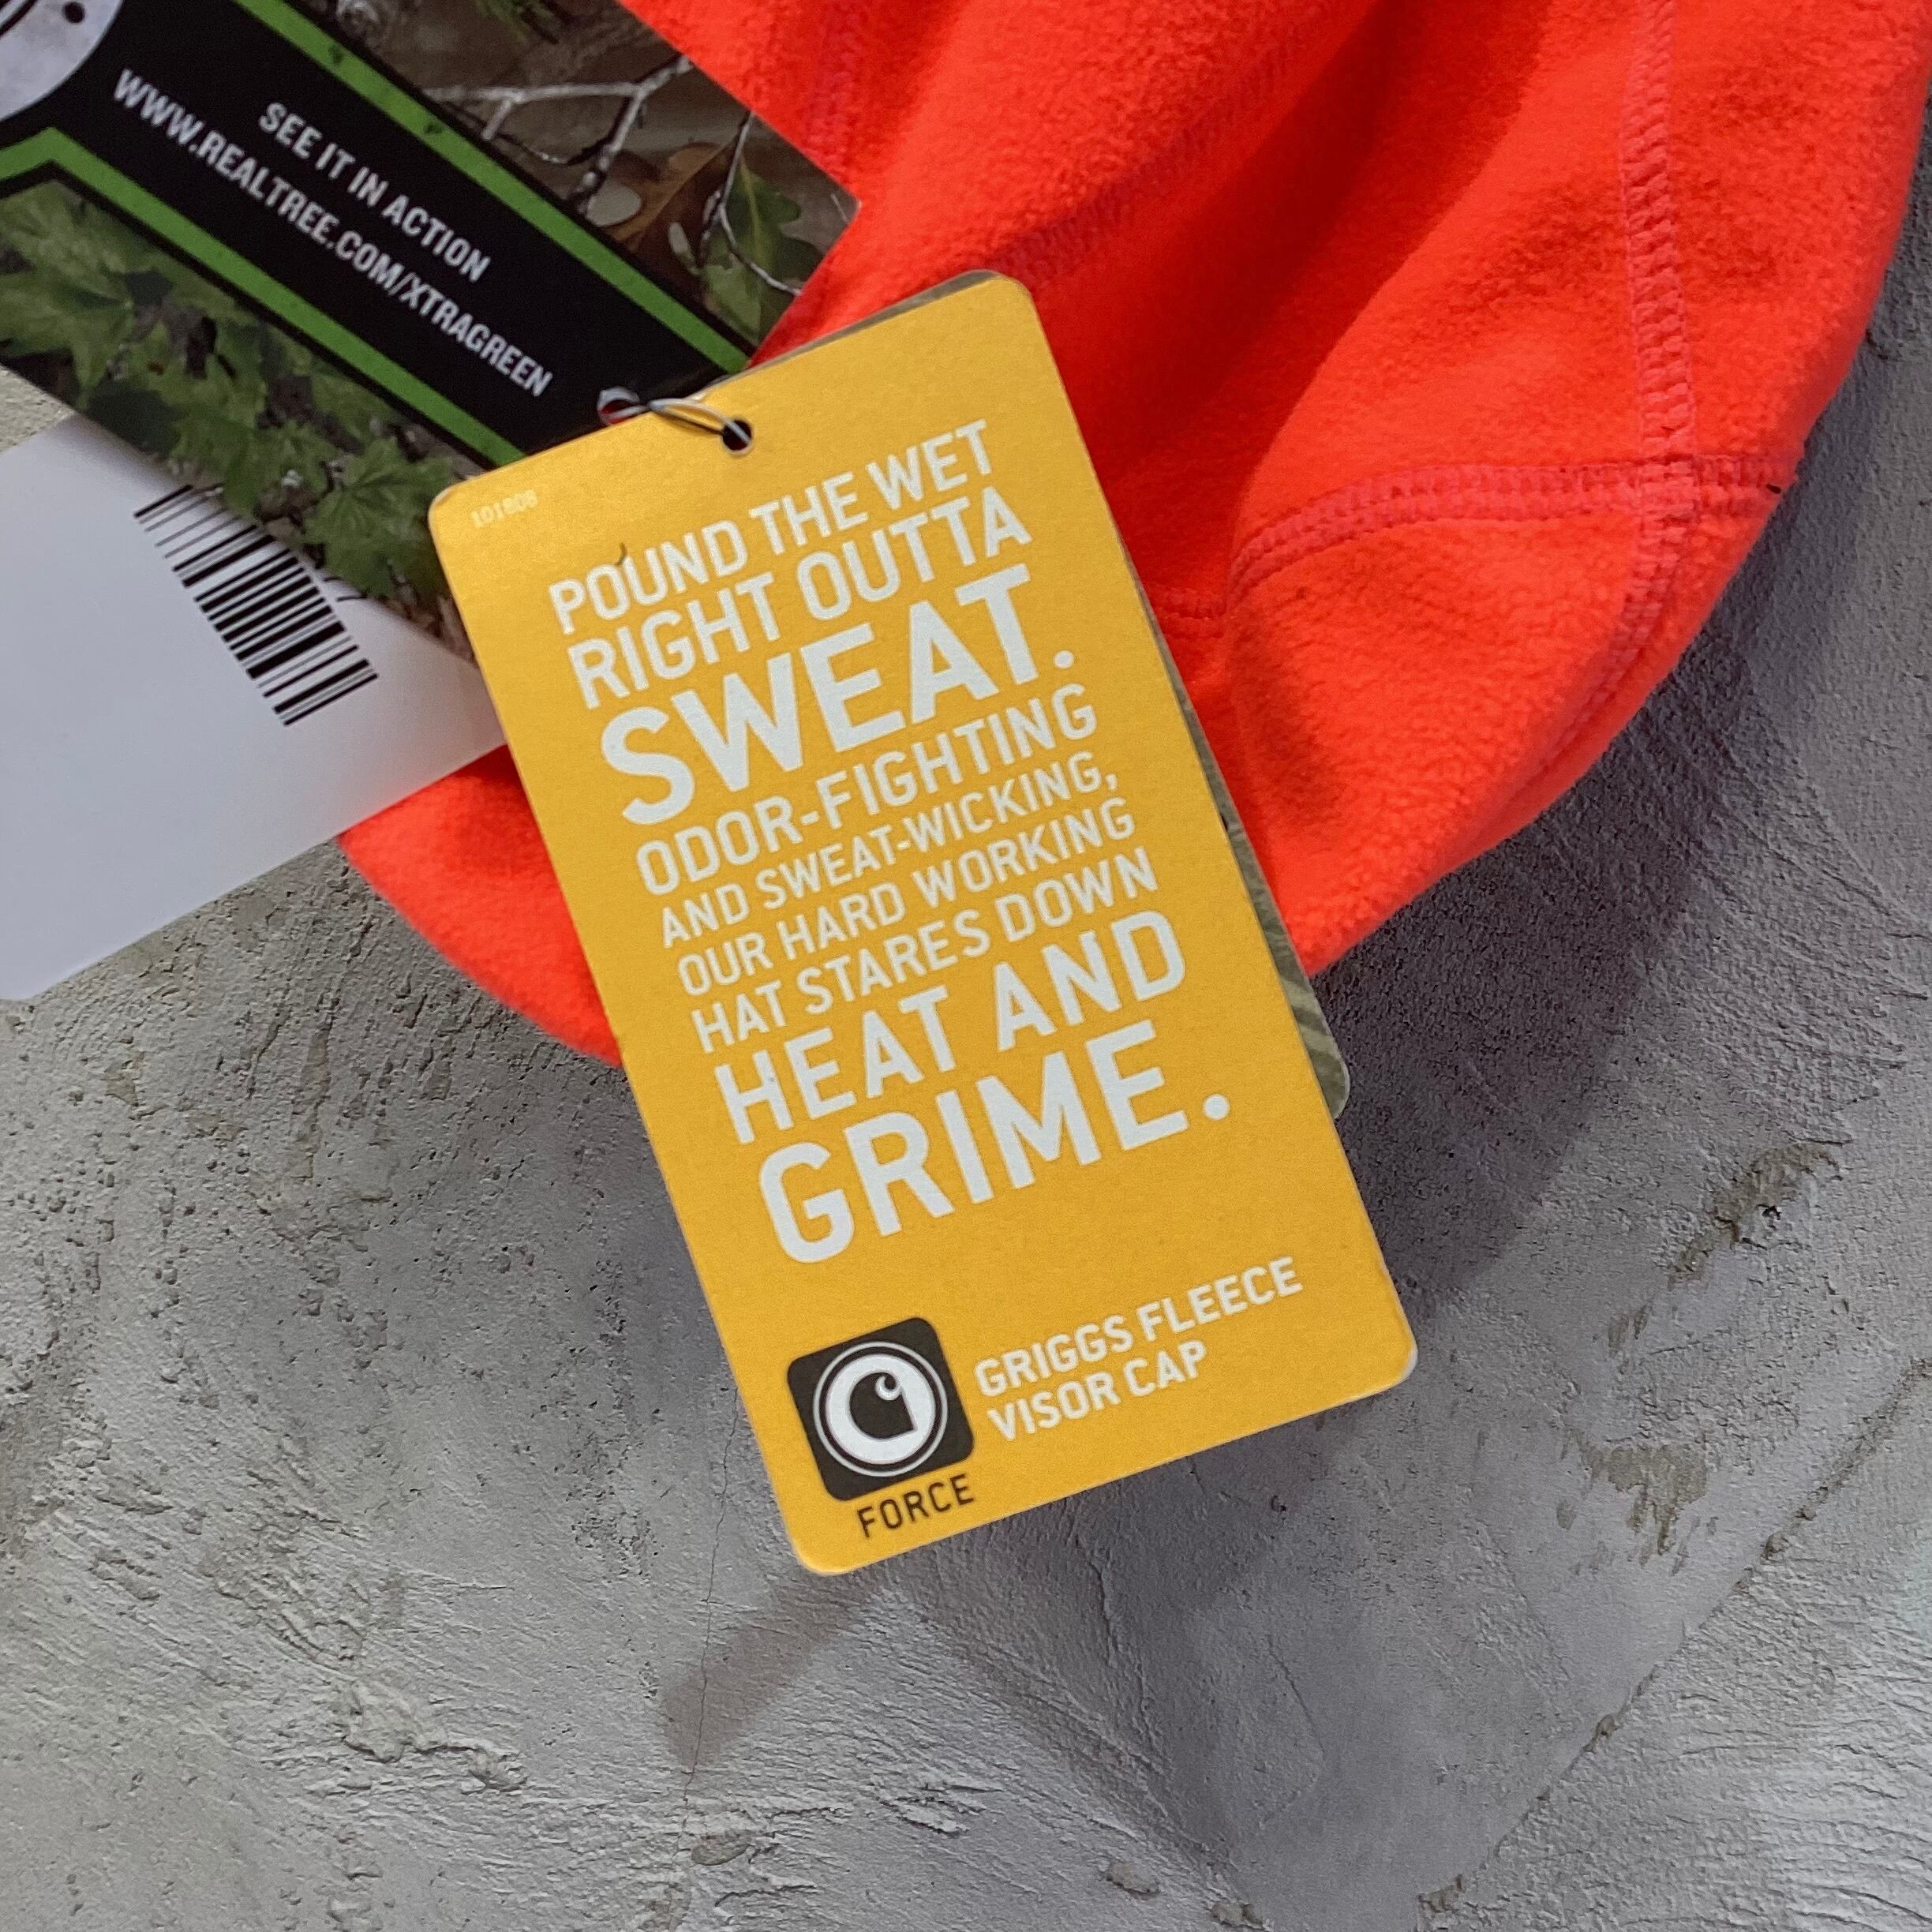 SEE IT IN ACTION
WWW.REALTREE.COM/XTRAGREEN
101808
POUND THE WET
RIGHT OUTTA
SWEAT.
ODOR-FIGHTING
AND SWEAT-WICKING,
OUR HARD WORKING
HAT STARES DOWN
HEAT AND
GRIME.
GRIGGS FLEECE
VISOR CAP
FORCE